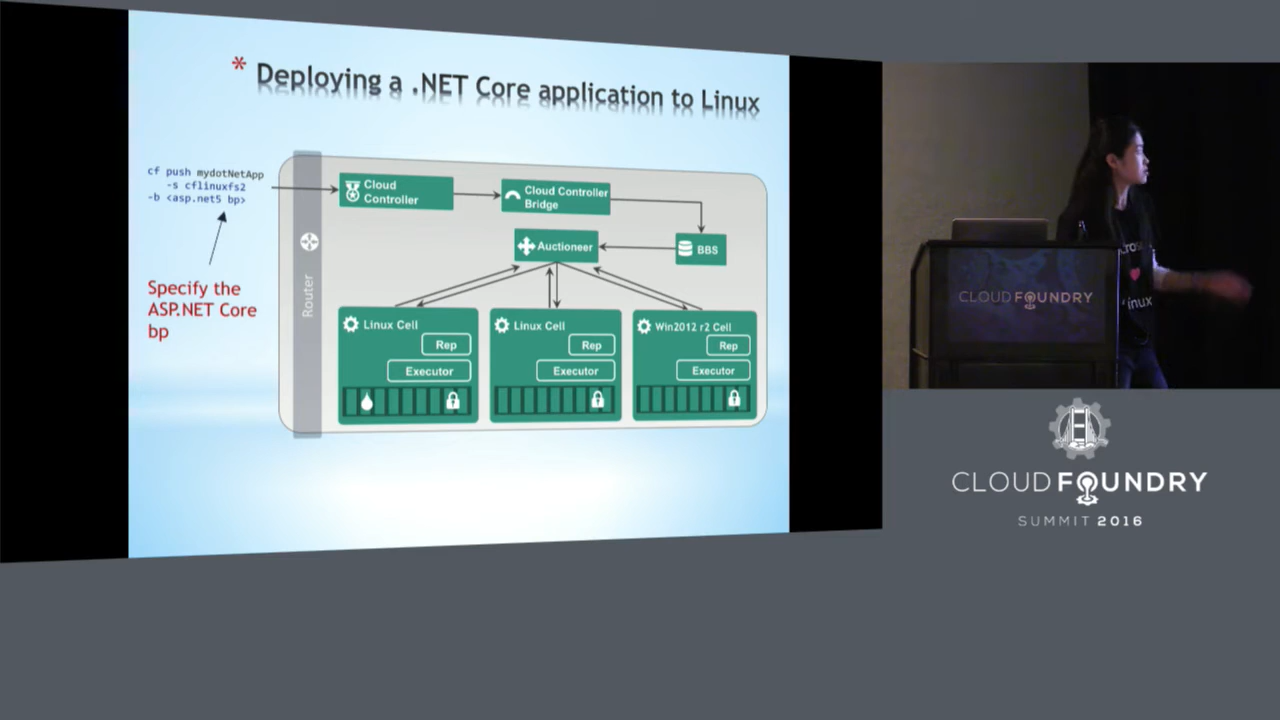 * Deploying a .NET Core application to Linux
cf push mydotNetApp
-s cflinuxfs2
-b <asp.net5 bp>
Specify the
ASP.NET Core
bp
Router
Cloud
Controller
Cloud Controller
Bridge
Auctioneer
BBS
Linux Cell
Rep
Executor
Linux Cell
Rep
Executor
Win2012 r2 Cell
Rep
Executor
CLOUD FOUNDRY
CLOUD FOUNDRY
SUMMIT 2016